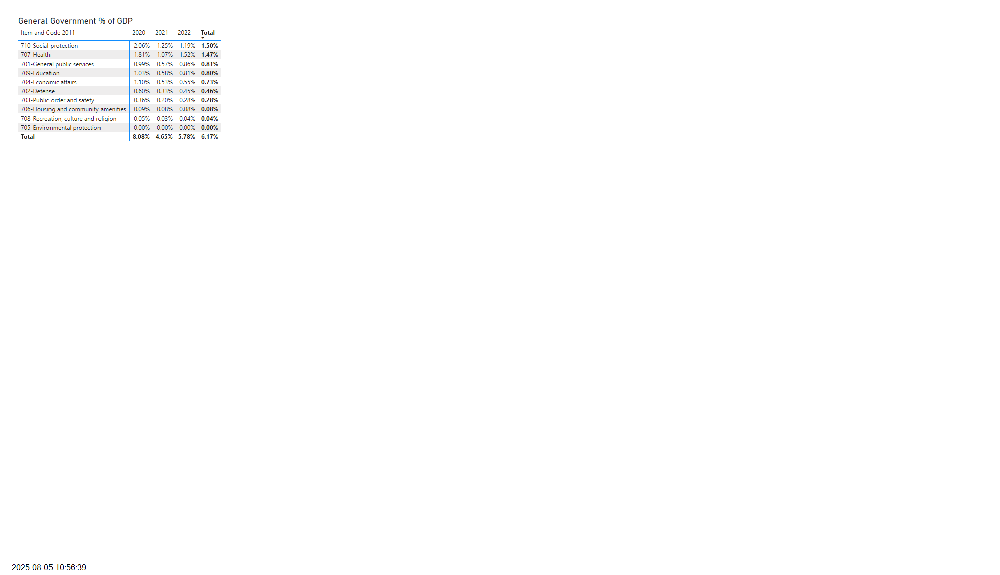 General Government % of GDP
Item and Code 2011 2020 2021 2022 Total
710-Social protection 2.06% 1.25% 1.19% 1.50%
707-Health 1.81% 1.07% 1.52% 1.47%
701-General public services 0.99% 0.57% 0.86% 0.81%
709-Education 1.03% 0.58% 0.81% 0.80%
704-Economic affairs 1.10% 0.53% 0.55% 0.73%
702-Defense 0.60% 0.33% 0.45% 0.46%
703-Public order and safety 0.36% 0.20% 0.28% 0.28%
706-Housing and community amenities 0.09% 0.08% 0.08% 0.08%
708-Recreation, culture and religion 0.05% 0.03% 0.04% 0.04%
705-Environmental protection 0.00% 0.00% 0.00% 0.00%
Total 8.08% 4.65% 5.78% 6.17%
2025-08-05 10:56:39